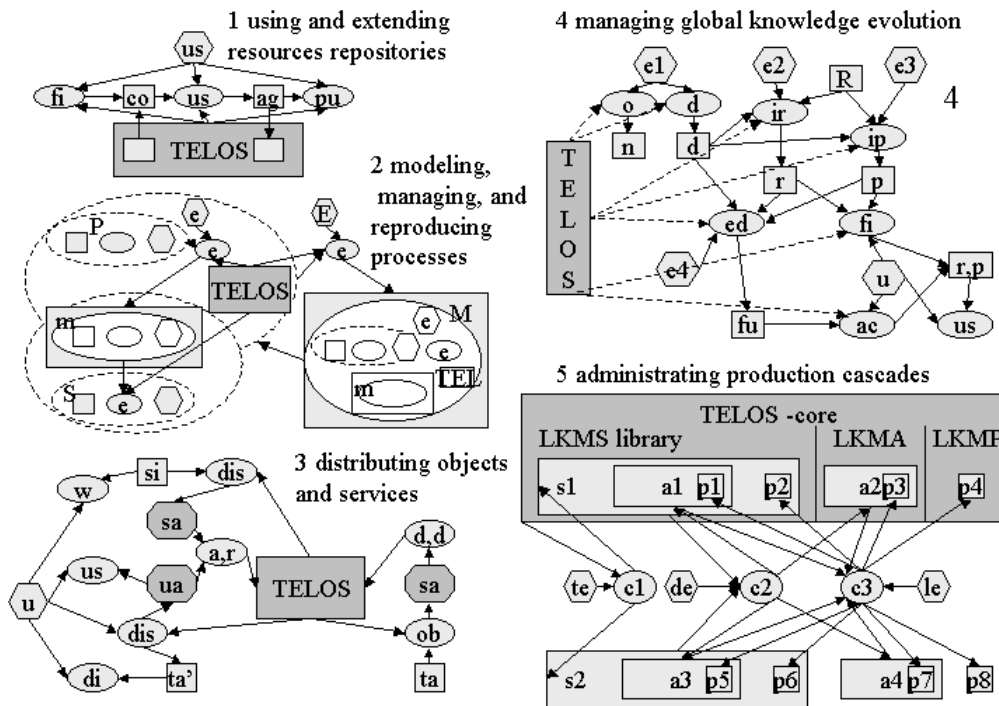 1 using and extending
resources repositories
us
fi co us ag pu
TELOS
2 modeling,
managing, and
reproducing
processes
e E
P
e e
TELOS
m
S
e
M
e
e
TEL
m
3 distributing objects
and services
si dis
w
sa
d,d
us a,r
ua TELOS sa
u
dis ob
di ta' ta
4 managing global knowledge evolution
e1 e2 R e3
4
o d ir
ip
n d
T
E
L
O
S
r p
ed fi
e4 u r,p
fu ac us
5 administrating production cascades
TELOS -core
LKMS library LKMA LKMP
s1 a1 p1 p2 a2 p3 p4
te c1 de c2 c3 le
s2 a3 p5 p6 a4 p7 p8